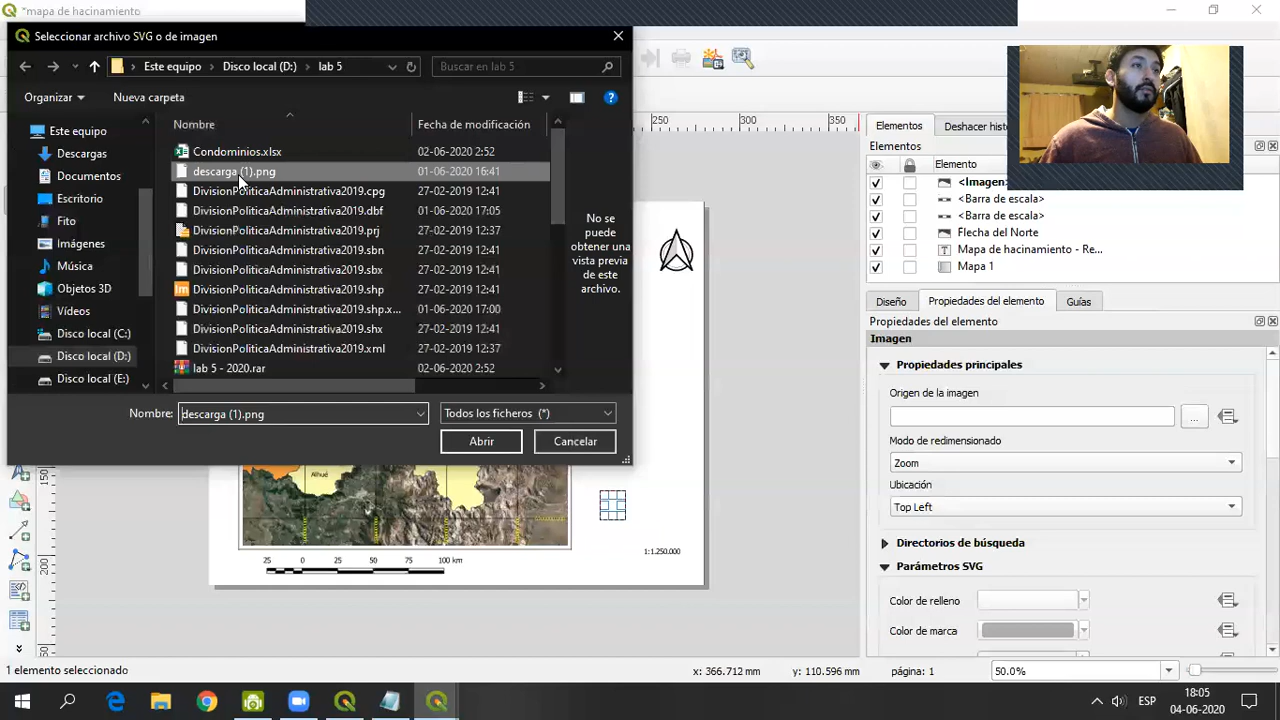 *mapa de hacinamiento
Seleccionar archivo SVG o de imagen
Este equipo
Disco local (D:)
lab 5
Buscar en lab 5
Organizar
Nueva carpeta
Este equipo
Descargas
Documentos
Escritorio
Fito
Imágenes
Música
Objetos 3D
Vídeos
Disco local (C:)
Disco local (D:)
Disco local (E:)
Nombre
Fecha de modificación
Condominios.xlsx 02-06-2020 2:52
descarga (1).png 01-06-2020 16:41
DivisionPoliticaAdministrativa2019.cpg 27-02-2019 12:41
DivisionPoliticaAdministrativa2019.dbf 01-06-2020 17:05
DivisionPoliticaAdministrativa2019.prj 27-02-2019 12:37
DivisionPoliticaAdministrativa2019.sbn 27-02-2019 12:41
DivisionPoliticaAdministrativa2019.sbx 27-02-2019 12:41
DivisionPoliticaAdministrativa2019.shp 27-02-2019 12:41
DivisionPoliticaAdministrativa2019.shp.x... 01-06-2020 17:00
DivisionPoliticaAdministrativa2019.shx 27-02-2019 12:41
DivisionPoliticaAdministrativa2019.xml 27-02-2019 12:37
lab 5 - 2020.rar 02-06-2020 2:52
No se
puede
obtener una
vista previa
de este
archivo.
Nombre: descarga (1).png
Todos los ficheros (*)
Abrir
Cancelar
250
300
350
150
200
Alhué
25 0 25 50 75 100 km
1:1.250.000
Elementos
Deshacer hist
Elementos
Elemento
<Imagen>
<Barra de escala>
<Barra de escala>
Flecha del Norte
Mapa de hacinamiento - Re...
Mapa 1
Diseño
Propiedades del elemento
Guías
Propiedades del elemento
Imagen
Propiedades principales
Origen de la imagen
...
Modo de redimensionado
Zoom
Ubicación
Top Left
Directorios de búsqueda
Parámetros SVG
Color de relleno
Color de marca
1 elemento seleccionado
x: 366.712 mm
y: 110.596 mm
página: 1
50.0%
ESP
18:05
04-06-2020